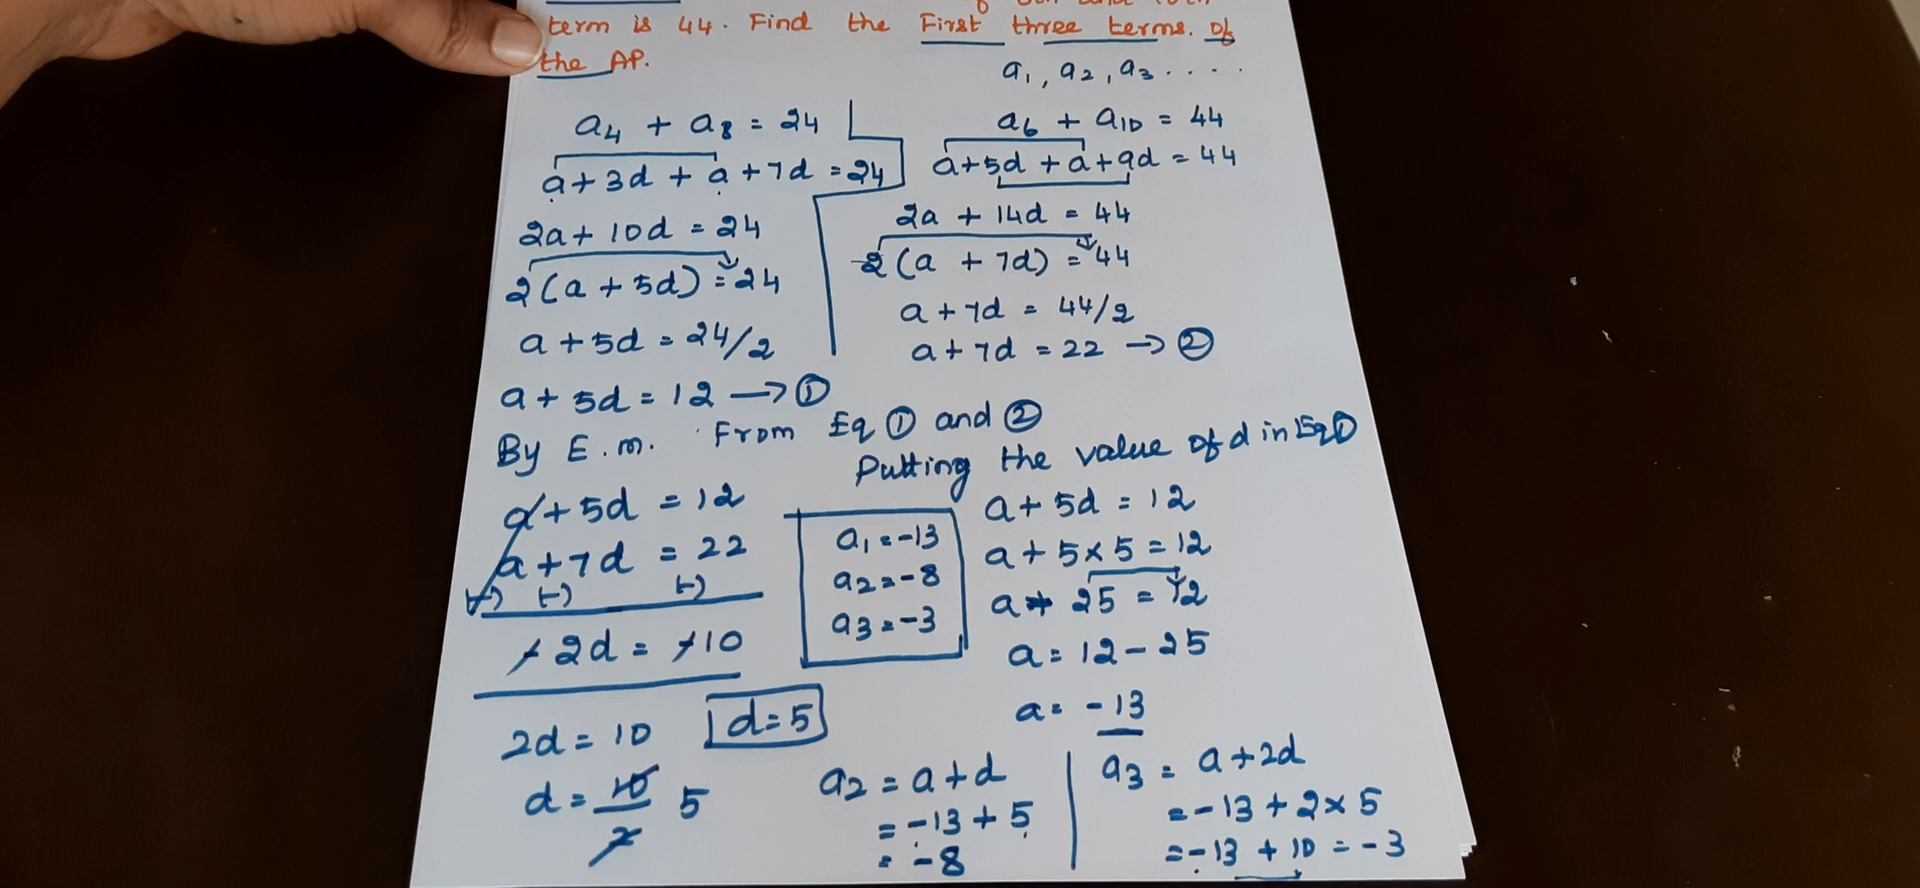 term is 44. Find the First three terms. of
the AP.
a1, a2, a3 . . . .
a4 + a8 = 24
a + 3d + a + 7d = 24
2a + 10d = 24
2(a + 5d) = 24
a + 5d = 24/2
a + 5d = 12 → ①
a6 + a10 = 44
a+5d + a+9d = 44
2a + 14d = 44
2(a + 7d) = 44
a + 7d = 44/2
a + 7d = 22 → ②
By E.m. From Eq ① and ②
a + 5d = 12
a + 7d = 22
(-) (-) (-)
-2d = -10
2d = 10
d = 5
d = 10/2 5
Putting the value of d in Eq①
a + 5d = 12
a + 5×5 = 12
a + 25 = 12
a = 12 - 25
a = -13
a1 = -13
a2 = -8
a3 = -3
a2 = a + d
= -13 + 5
= -8
a3 = a + 2d
= -13 + 2 × 5
= -13 + 10 = -3